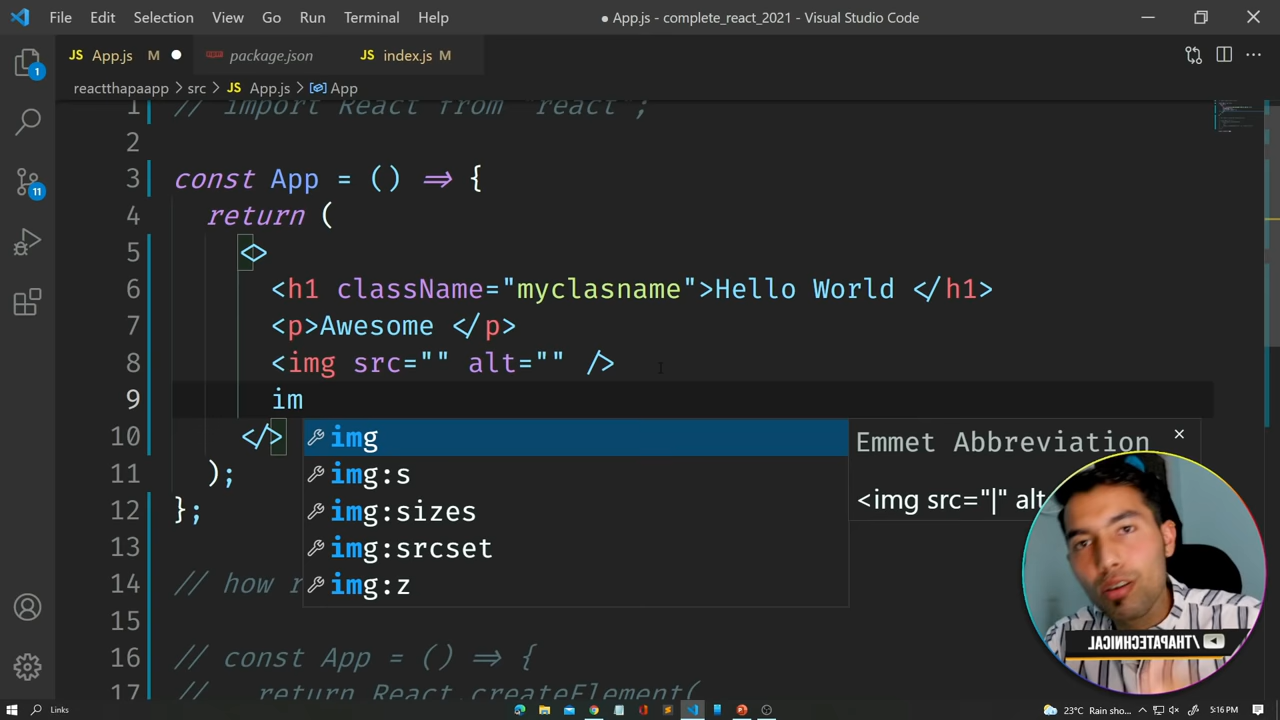 File Edit Selection View Go Run Terminal Help
● App.js - complete_react_2021 - Visual Studio Code
JS App.js M
package.json
JS index.js M
reactthapaapp > src > JS App.js > App
1 // import React from "react";
2
3 const App = () => {
4 return (
5 <>
6 <h1 className="myclasname">Hello World </h1>
7 <p>Awesome </p>
8 <img src="" alt="" />
9 im
10 </>
11 );
12 };
13
14 // how r
15
16 // const App = () => {
17 // return React.createElement(
img
img:s
img:sizes
img:srcset
img:z
Emmet Abbreviation
<img src="|" alt
1
11
/THAPATECHNICAL
Links
23°C Rain sho...
5:16 PM